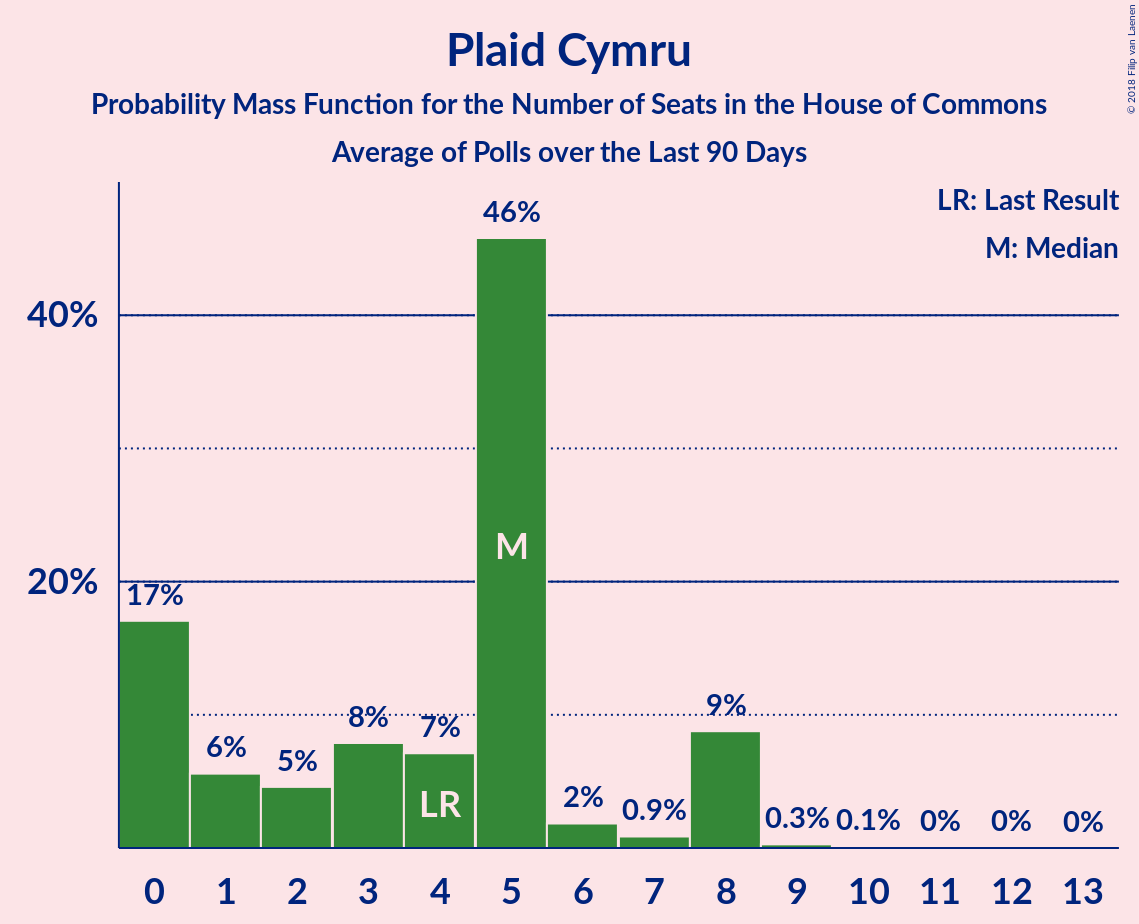 Plaid Cymru
Probability Mass Function for the Number of Seats in the House of Commons
Average of Polls over the Last 90 Days
© 2018 Filip van Laenen
LR: Last Result
M: Median
46%
40%
M
20%
17%
9%
8%
7%
6%
5%
LR
2%
0.9%
0.3%
0.1%
0%
0%
0%
0 1 2 3 4 5 6 7 8 9 10 11 12 13